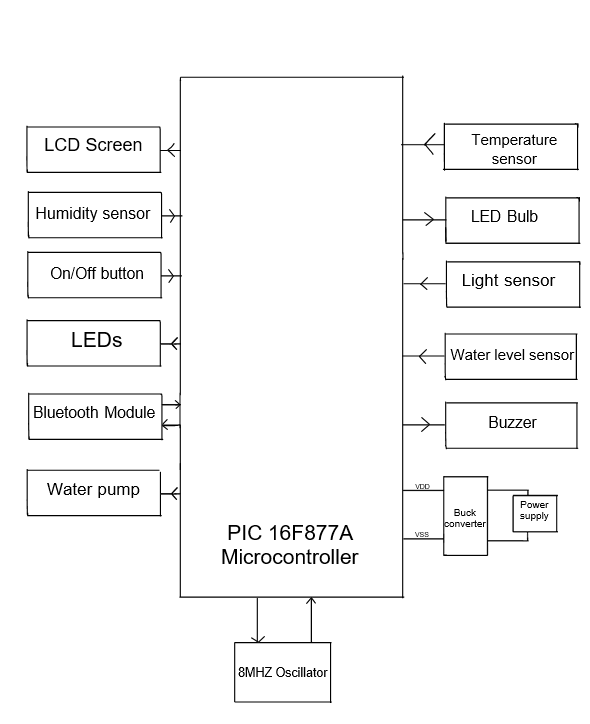 LCD Screen
Humidity sensor
On/Off button
LEDs
Bluetooth Module
Water pump
PIC 16F877A
Microcontroller
Temperature
sensor
LED Bulb
Light sensor
Water level sensor
Buzzer
VDD
VSS
Buck
converter
Power
supply
8MHZ Oscillator